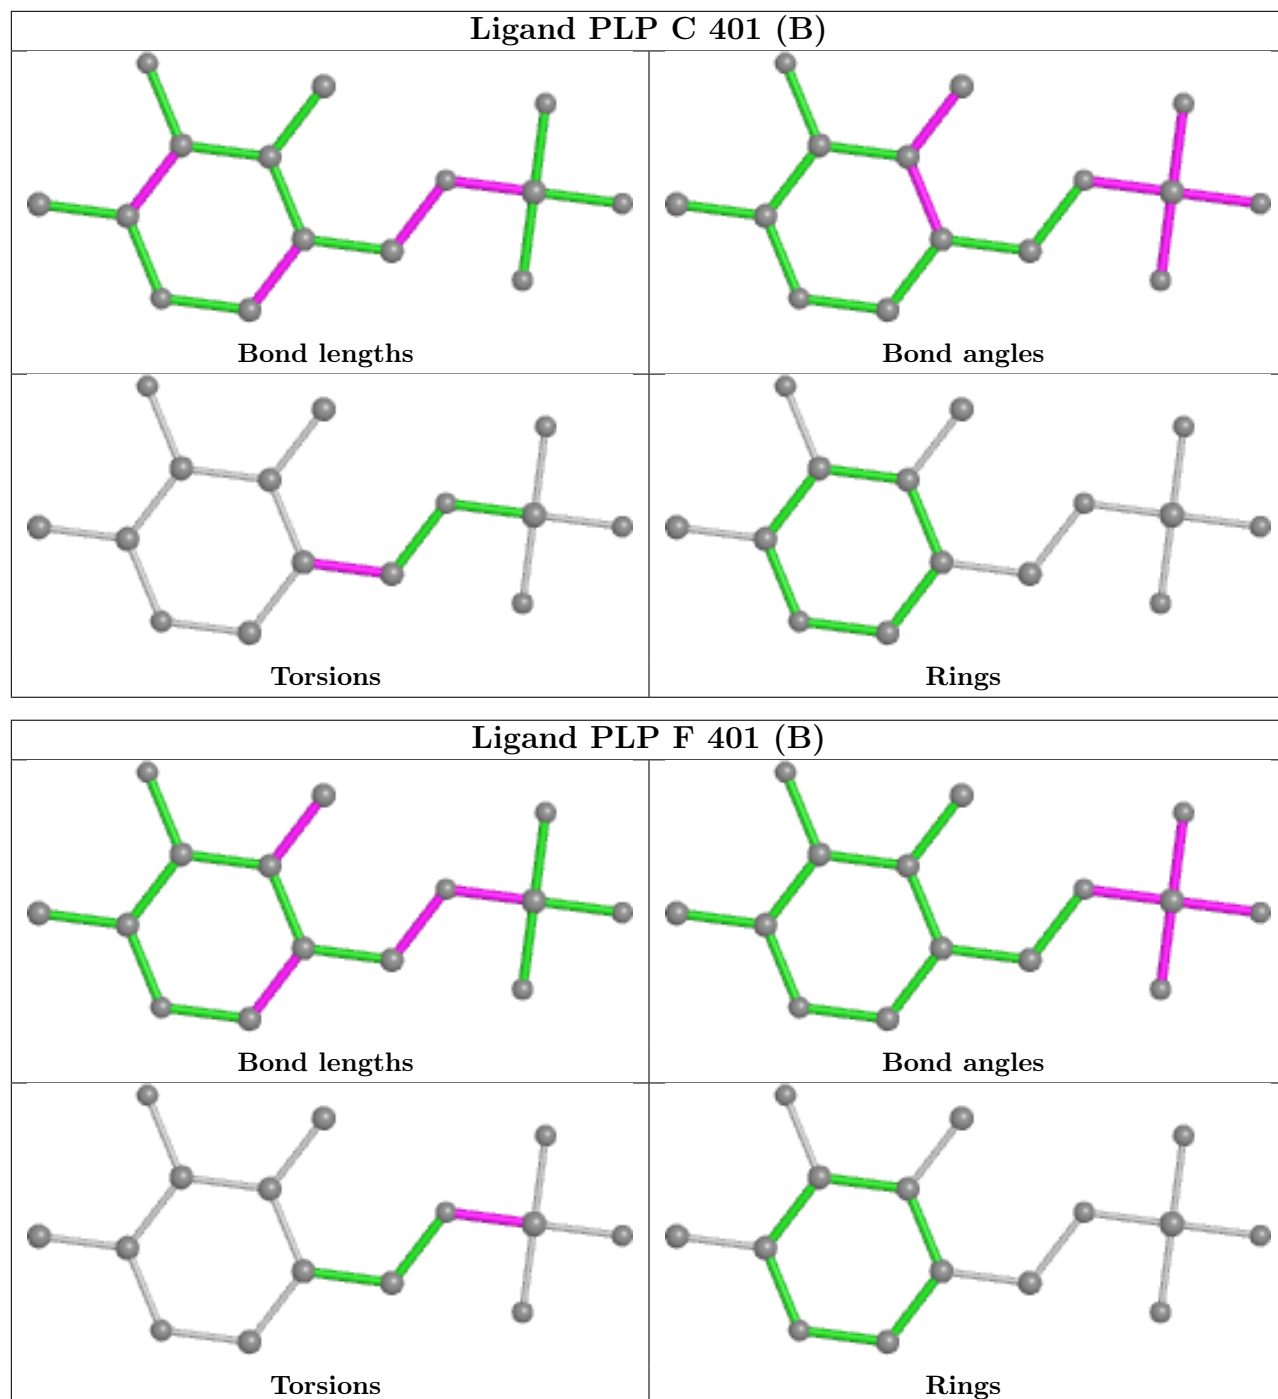 Ligand PLP C 401 (B)
Bond lengths
Bond angles
Torsions
Rings
Ligand PLP F 401 (B)
Bond lengths
Bond angles
Torsions
Rings